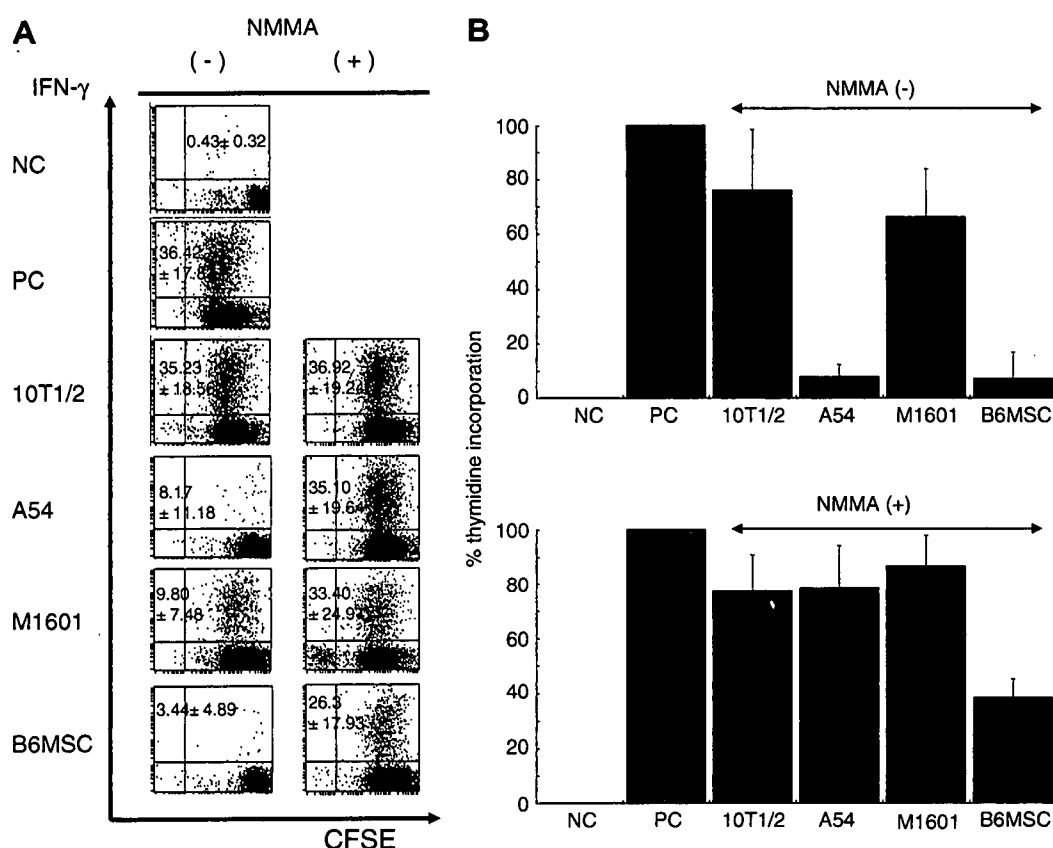 A
NMMA
( - ) ( + )
IFN-γ
NC
0.43± 0.32
PC
36.42
± 17.8
10T1/2
35.23
± 18.56
36.92
± 19.24
A54
8.17
± 11.18
35.10
± 19.64
M1601
9.80
± 7.48
33.40
± 24.97
B6MSC
3.44± 4.89
26.3
± 17.93
CFSE
B
% thymidine incorporation
NMMA (-)
100
80
60
40
20
0
NC PC 10T1/2 A54 M1601 B6MSC
NMMA (+)
100
80
60
40
20
0
NC PC 10T1/2 A54 M1601 B6MSC